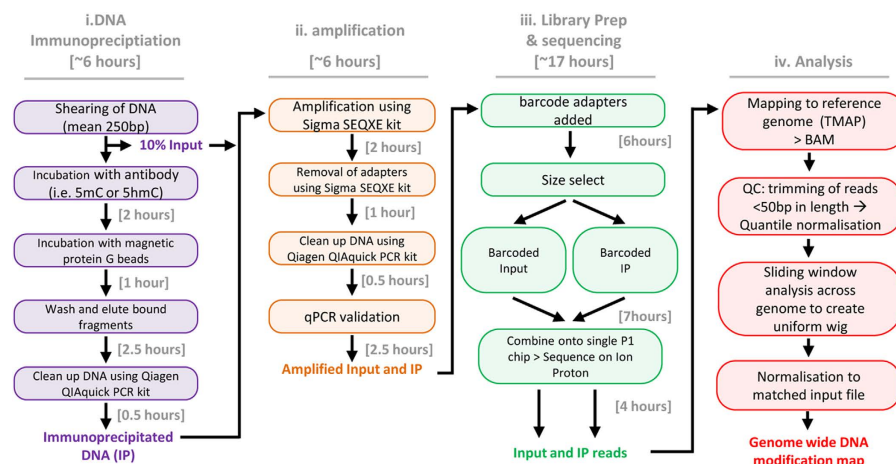 i.DNA
Immunopreciptiation
[~6 hours]
Shearing of DNA
(mean 250bp)
10% Input
Incubation with antibody
(i.e. 5mC or 5hmC)
[2 hours]
Incubation with magnetic
protein G beads
[1 hour]
Wash and elute bound
fragments
[2.5 hours]
Clean up DNA using Qiagen
QIAquick PCR kit
[0.5 hours]
Immunoprecipitated
DNA (IP)
ii. amplification
[~6 hours]
Amplification using
Sigma SEQXE kit
[2 hours]
Removal of adapters
using Sigma SEQXE kit
[1 hour]
Clean up DNA using
Qiagen QIAquick PCR kit
[0.5 hours]
qPCR validation
[2.5 hours]
Amplified Input and IP
iii. Library Prep
& sequencing
[~17 hours]
barcode adapters
added
[6hours]
Size select
Barcoded
Input
Barcoded
IP
[7hours]
Combine onto single P1
chip > Sequence on Ion
Proton
[4 hours]
Input and IP reads
iv. Analysis
Mapping to reference
genome (TMAP)
> BAM
QC: trimming of reads
<50bp in length →
Quantile normalisation
Sliding window
analysis across
genome to create
uniform wig
Normalisation to
matched input file
Genome wide DNA
modification map